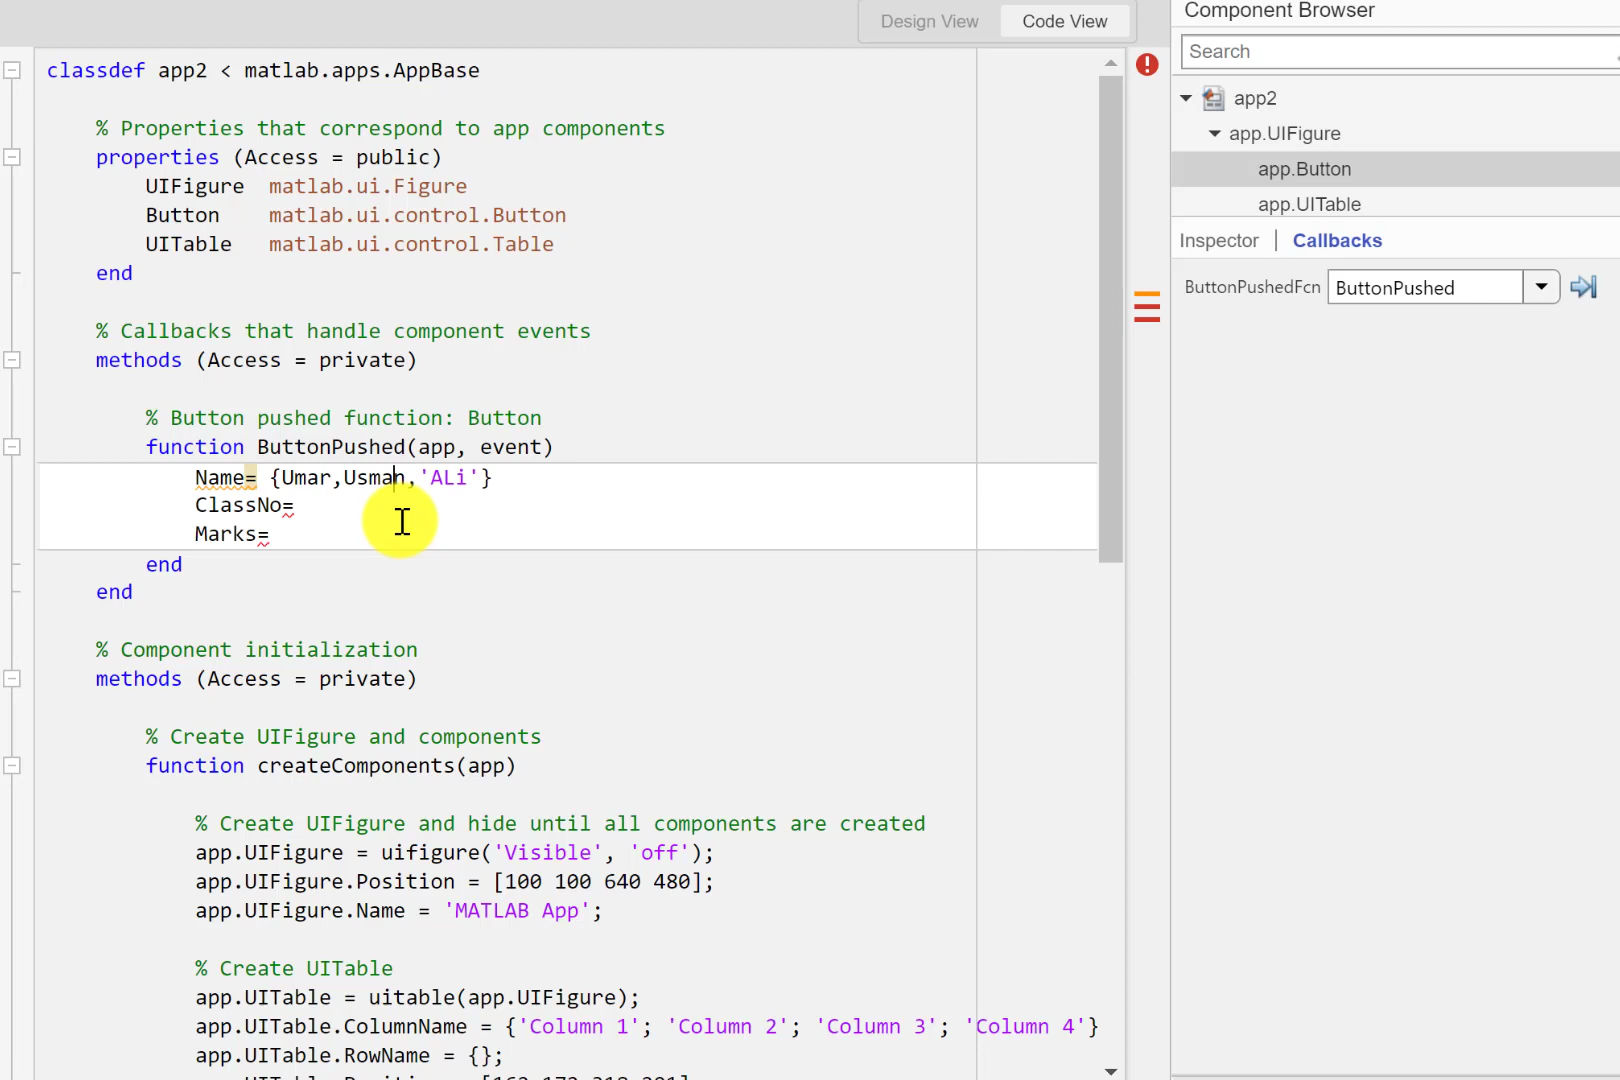 Design View
Code View
Component Browser
Search
app2
app.UIFigure
app.Button
app.UITable
Inspector | Callbacks
ButtonPushedFcn ButtonPushed
classdef app2 < matlab.apps.AppBase
% Properties that correspond to app components
properties (Access = public)
UIFigure matlab.ui.Figure
Button matlab.ui.control.Button
UITable matlab.ui.control.Table
end
% Callbacks that handle component events
methods (Access = private)
% Button pushed function: Button
function ButtonPushed(app, event)
Name= {Umar,Usman,'ALi'}
ClassNo=
Marks=
end
end
% Component initialization
methods (Access = private)
% Create UIFigure and components
function createComponents(app)
% Create UIFigure and hide until all components are created
app.UIFigure = uifigure('Visible', 'off');
app.UIFigure.Position = [100 100 640 480];
app.UIFigure.Name = 'MATLAB App';
% Create UITable
app.UITable = uitable(app.UIFigure);
app.UITable.ColumnName = {'Column 1'; 'Column 2'; 'Column 3'; 'Column 4'}
app.UITable.RowName = {};